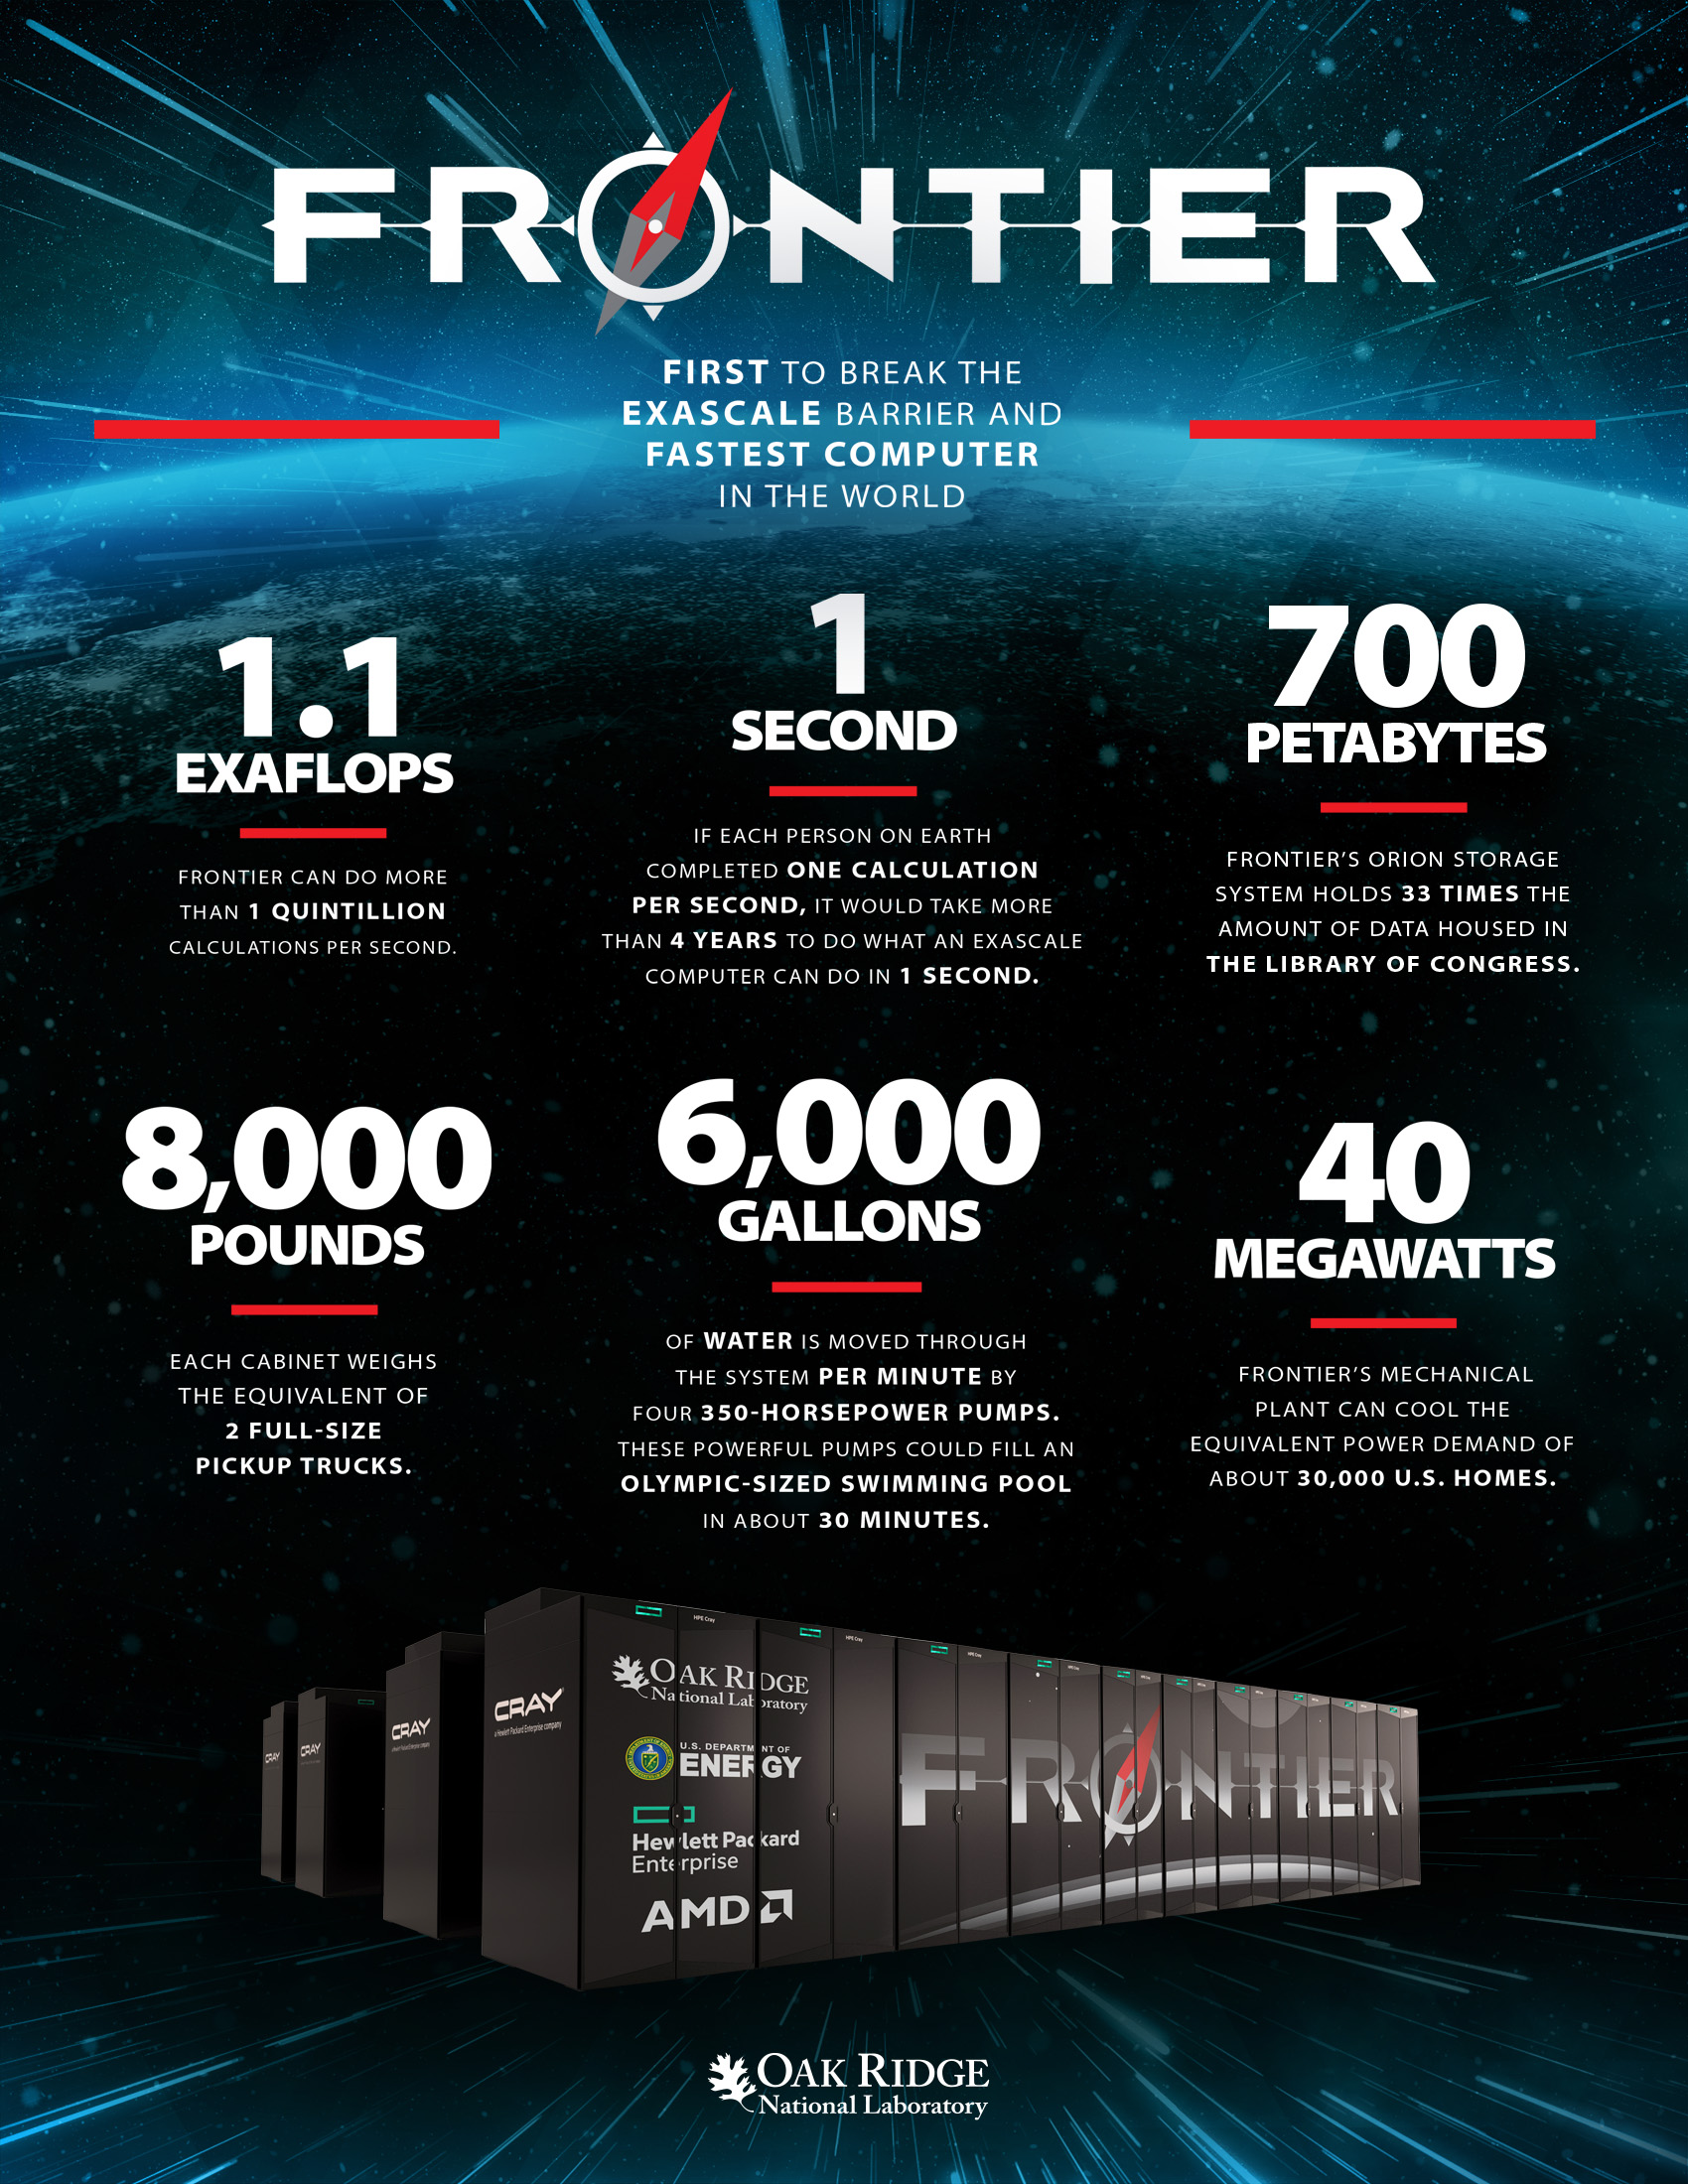 FRONTIER
FIRST TO BREAK THE
EXASCALE BARRIER AND
FASTEST COMPUTER
IN THE WORLD
1.1
EXAFLOPS
FRONTIER CAN DO MORE
THAN 1 QUINTILLION
CALCULATIONS PER SECOND.
1
SECOND
IF EACH PERSON ON EARTH
COMPLETED ONE CALCULATION
PER SECOND, IT WOULD TAKE MORE
THAN 4 YEARS TO DO WHAT AN EXASCALE
COMPUTER CAN DO IN 1 SECOND.
700
PETABYTES
FRONTIER'S ORION STORAGE
SYSTEM HOLDS 33 TIMES THE
AMOUNT OF DATA HOUSED IN
THE LIBRARY OF CONGRESS.
8,000
POUNDS
EACH CABINET WEIGHS
THE EQUIVALENT OF
2 FULL-SIZE
PICKUP TRUCKS.
6,000
GALLONS
OF WATER IS MOVED THROUGH
THE SYSTEM PER MINUTE BY
FOUR 350-HORSEPOWER PUMPS.
THESE POWERFUL PUMPS COULD FILL AN
OLYMPIC-SIZED SWIMMING POOL
IN ABOUT 30 MINUTES.
40
MEGAWATTS
FRONTIER'S MECHANICAL
PLANT CAN COOL THE
EQUIVALENT POWER DEMAND OF
ABOUT 30,000 U.S. HOMES.
CRAY
CRAY
CRAY
a Hewlett Packard Enterprise company
CRAY
a Hewlett Packard Enterprise company
HPE Cray
HPE Cray
HPE Cray
OAK RIDGE
National Laboratory
U.S. DEPARTMENT OF
ENERGY
Hewlett Packard
Enterprise
AMD
FRONTIER
OAK RIDGE
National Laboratory